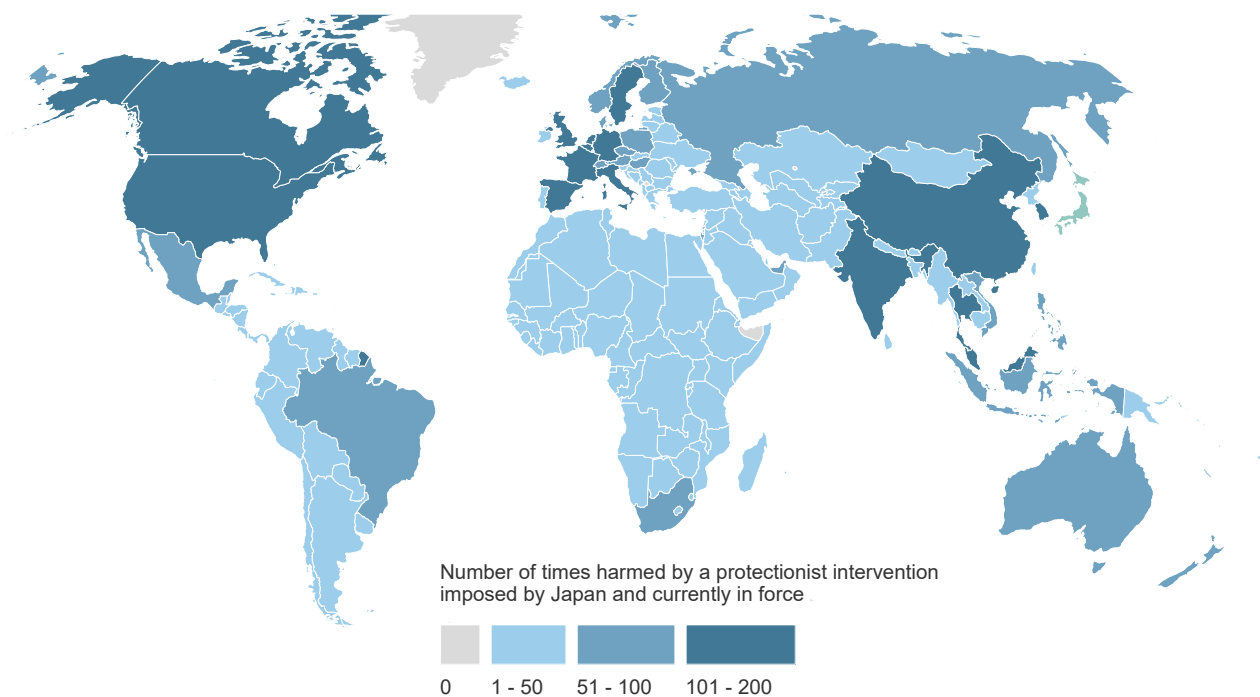 Number of times harmed by a protectionist intervention
imposed by Japan and currently in force
0 1 - 50 51 - 100 101 - 200